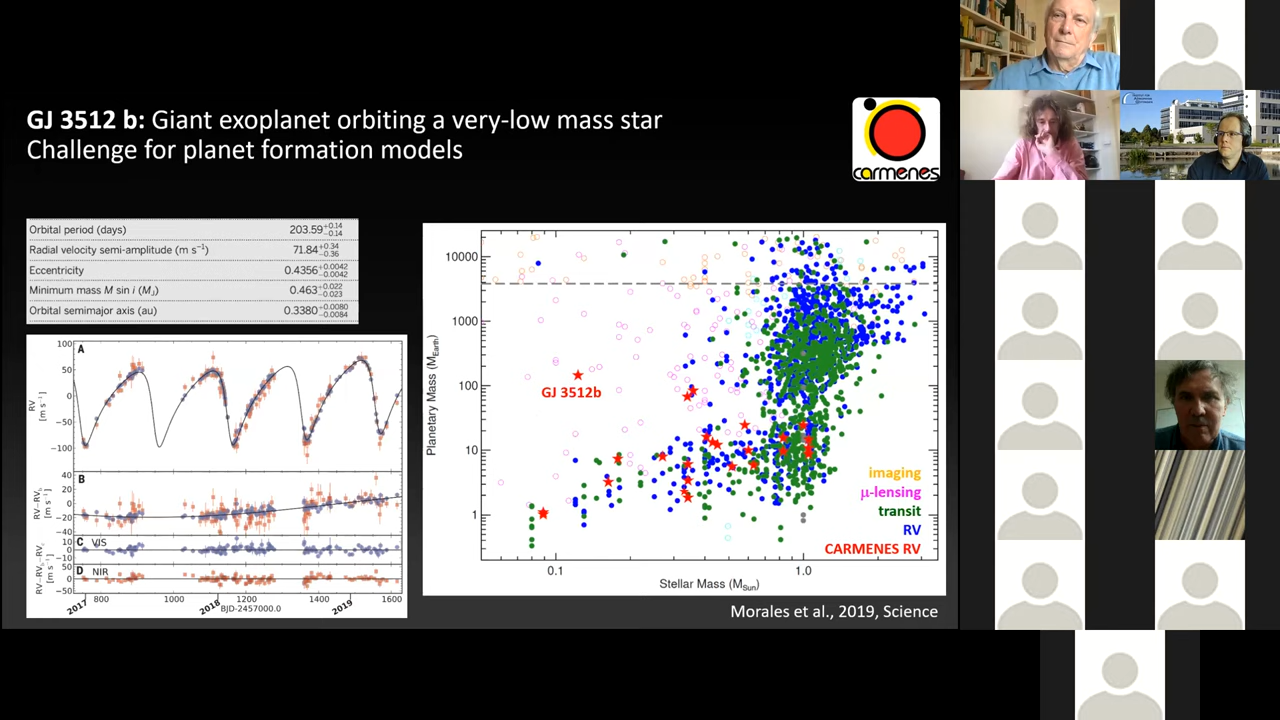 GJ 3512 b: Giant exoplanet orbiting a very-low mass star
Challenge for planet formation models
carmenes
Orbital period (days) 203.59 +0.14 −0.14
Radial velocity semi-amplitude (m s−1) 71.84 +0.34 −0.36
Eccentricity 0.4356 +0.0042 −0.0042
Minimum mass M sin i (MJ) 0.463 −0.022 −0.023
Orbital semimajor axis (au) 0.3380 −0.0080 −0.0084
A
100
50
0
−50
−100
RV
[m s−1]
B
40
20
0
−20
−40
C VIS
10
0
−10
D NIR
50
0
−50
800 1000 1200 1400 1600
2017 2018 2019
BJD-2457000.0
10000
1000
100
10
1
Planetary Mass (MEarth)
GJ 3512b
imaging
μ-lensing
transit
RV
CARMENES RV
0.1 1.0
Stellar Mass (MSun)
Morales et al., 2019, Science